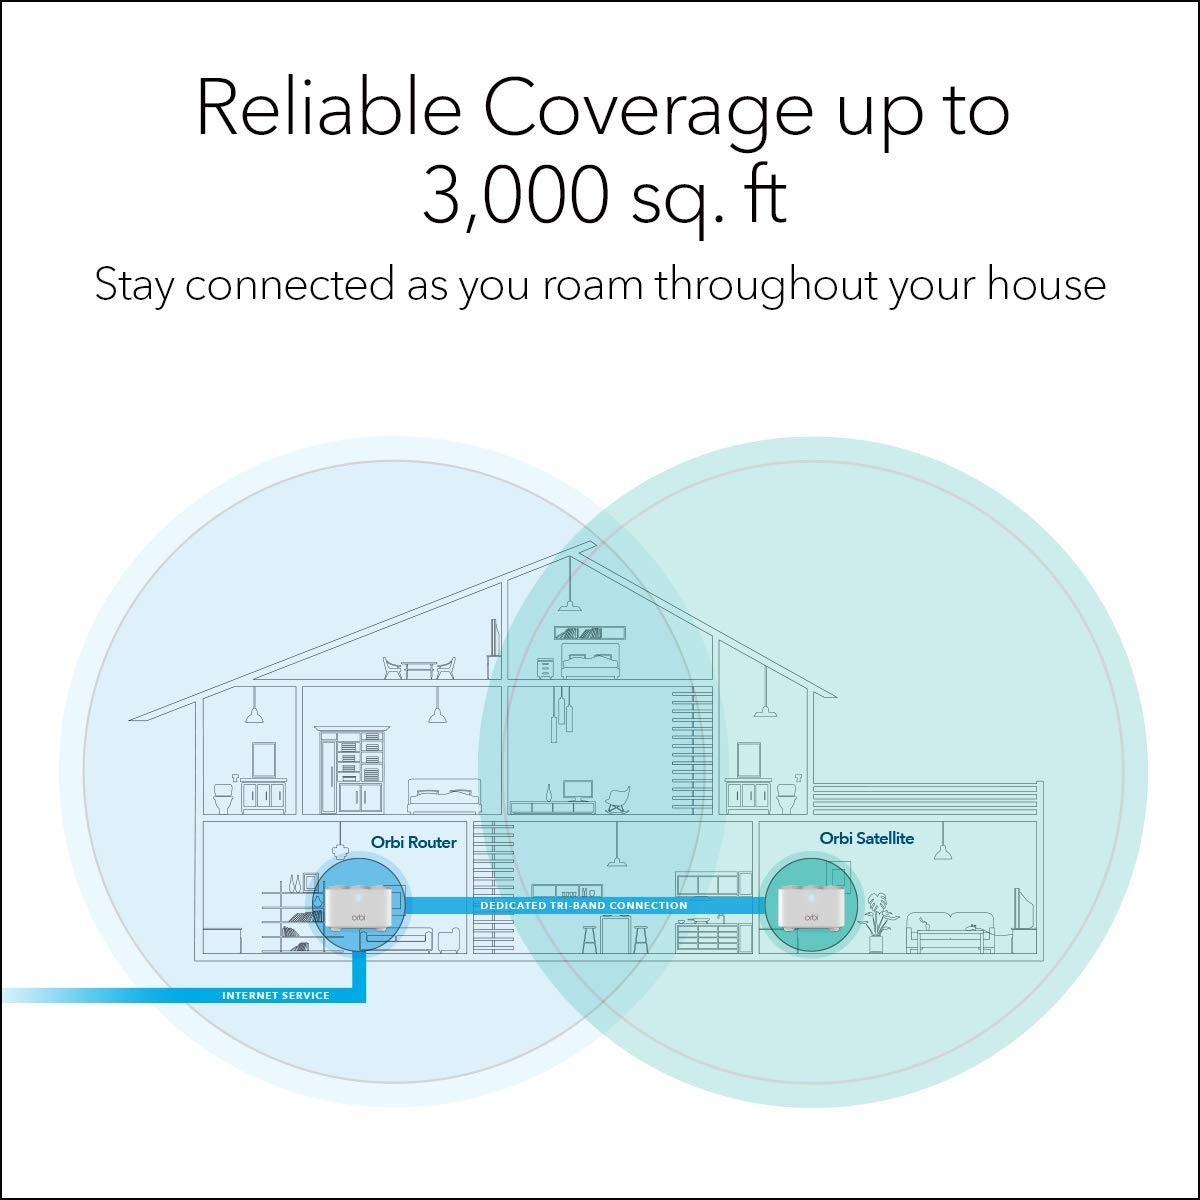 Reliable Coverage up to
3,000 sq. ft
Stay connected as you roam throughout your house
Orbi Router
Orbi Satellite
orbi
DEDICATED TRI-BAND CONNECTION
orbi
INTERNET SERVICE